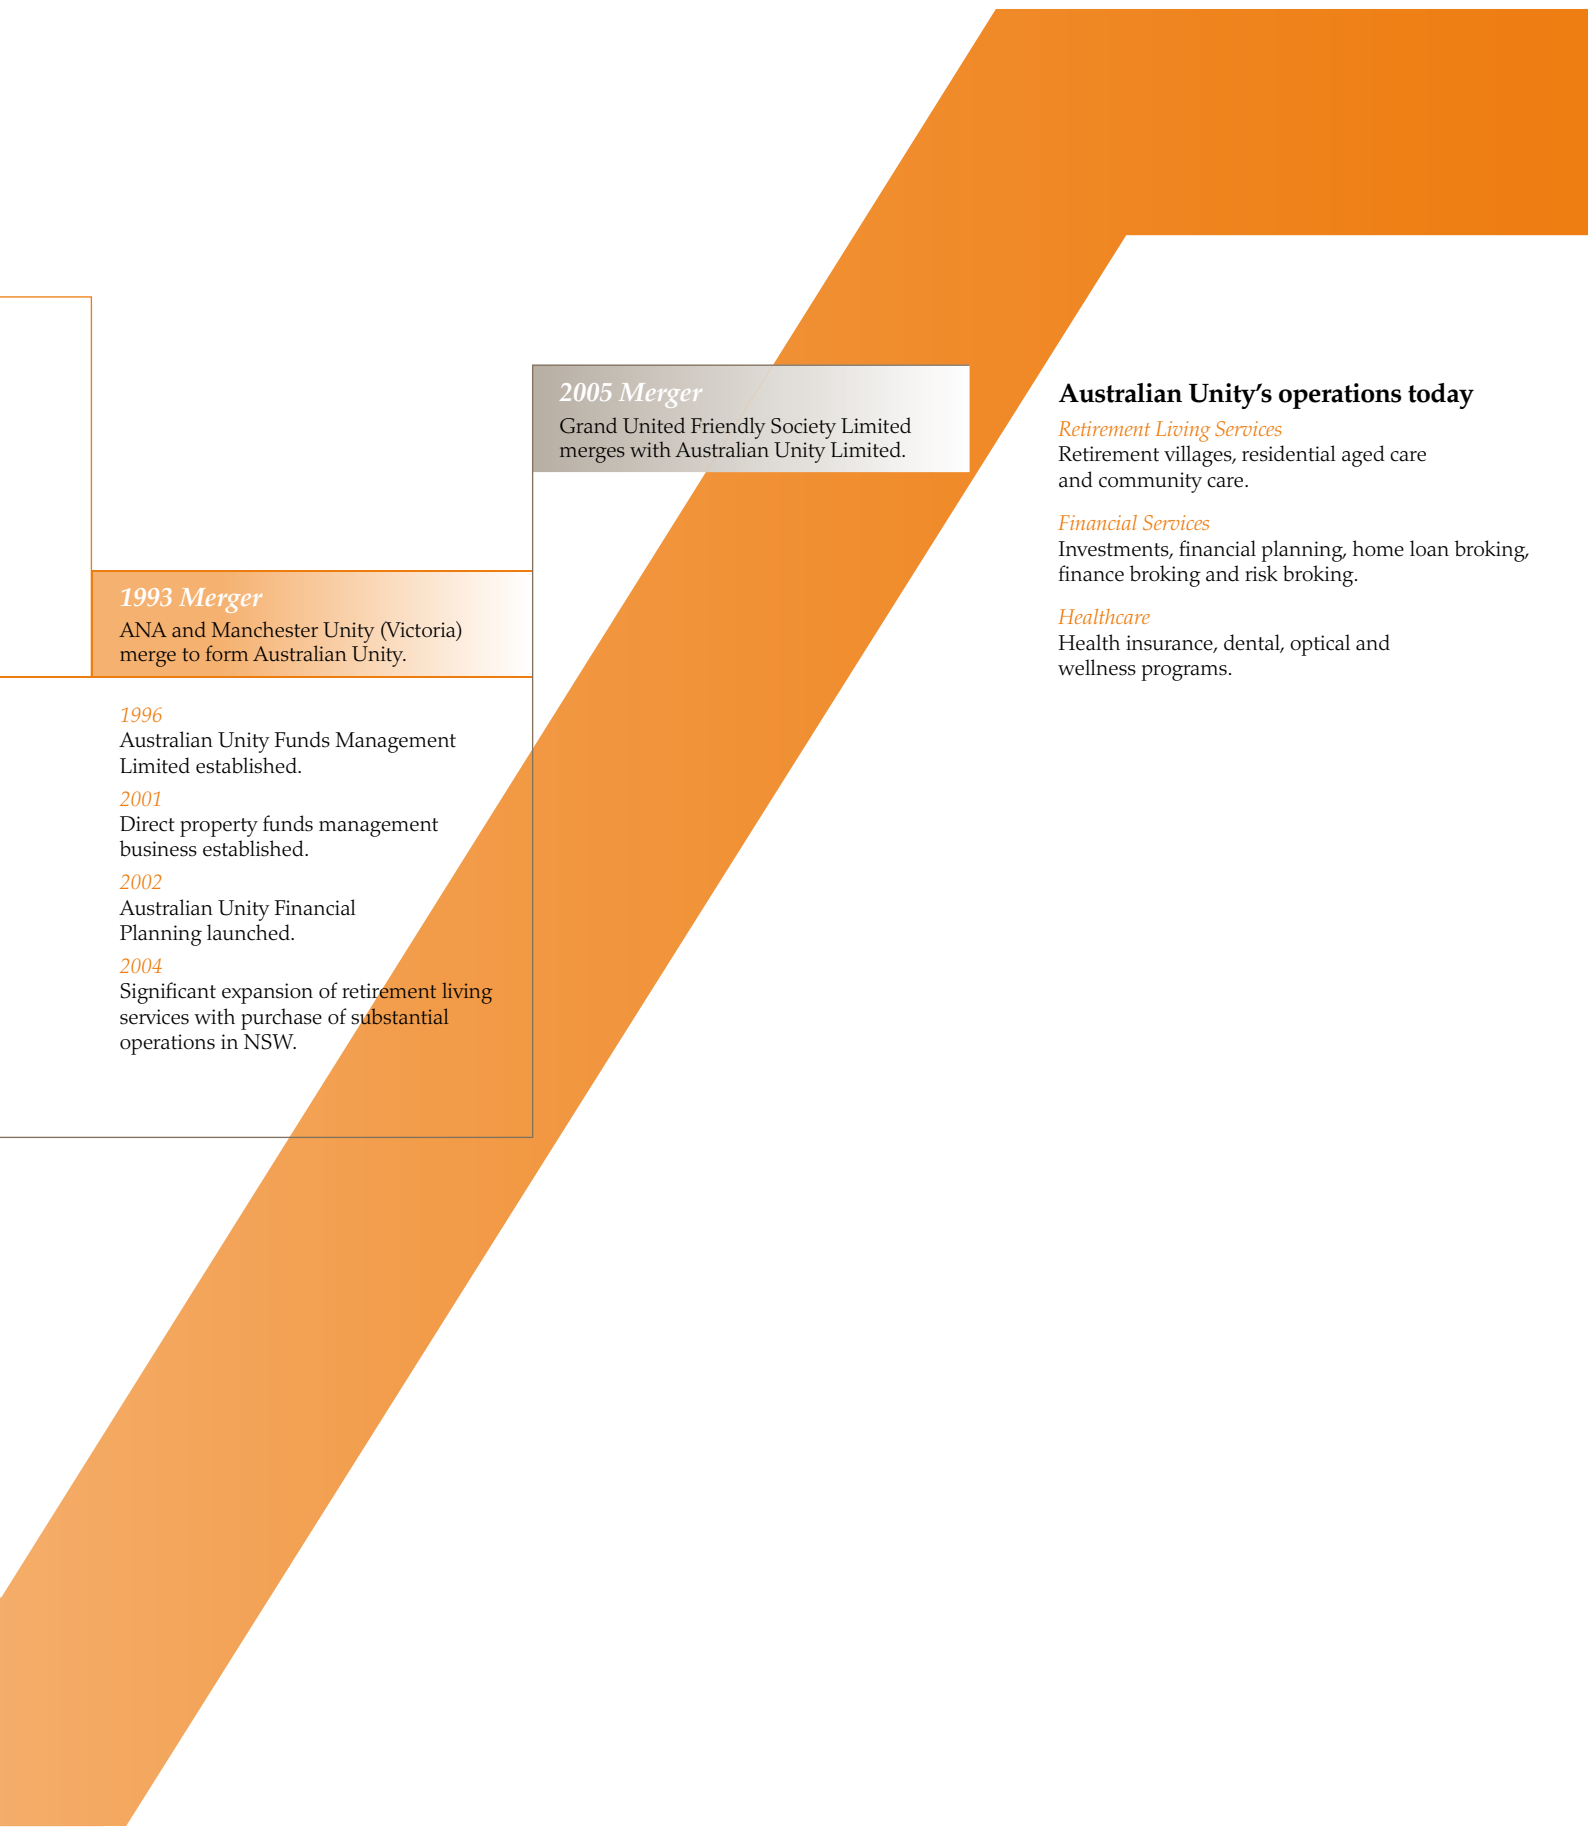 1993 Merger
ANA and Manchester Unity (Victoria)
merge to form Australian Unity.
1996
Australian Unity Funds Management
Limited established.
2001
Direct property funds management
business established.
2002
Australian Unity Financial
Planning launched.
2004
Significant expansion of retirement living
services with purchase of substantial
operations in NSW.
2005 Merger
Grand United Friendly Society Limited
merges with Australian Unity Limited.
Australian Unity’s operations today
Retirement Living Services
Retirement villages, residential aged care
and community care.
Financial Services
Investments, financial planning, home loan broking,
finance broking and risk broking.
Healthcare
Health insurance, dental, optical and
wellness programs.